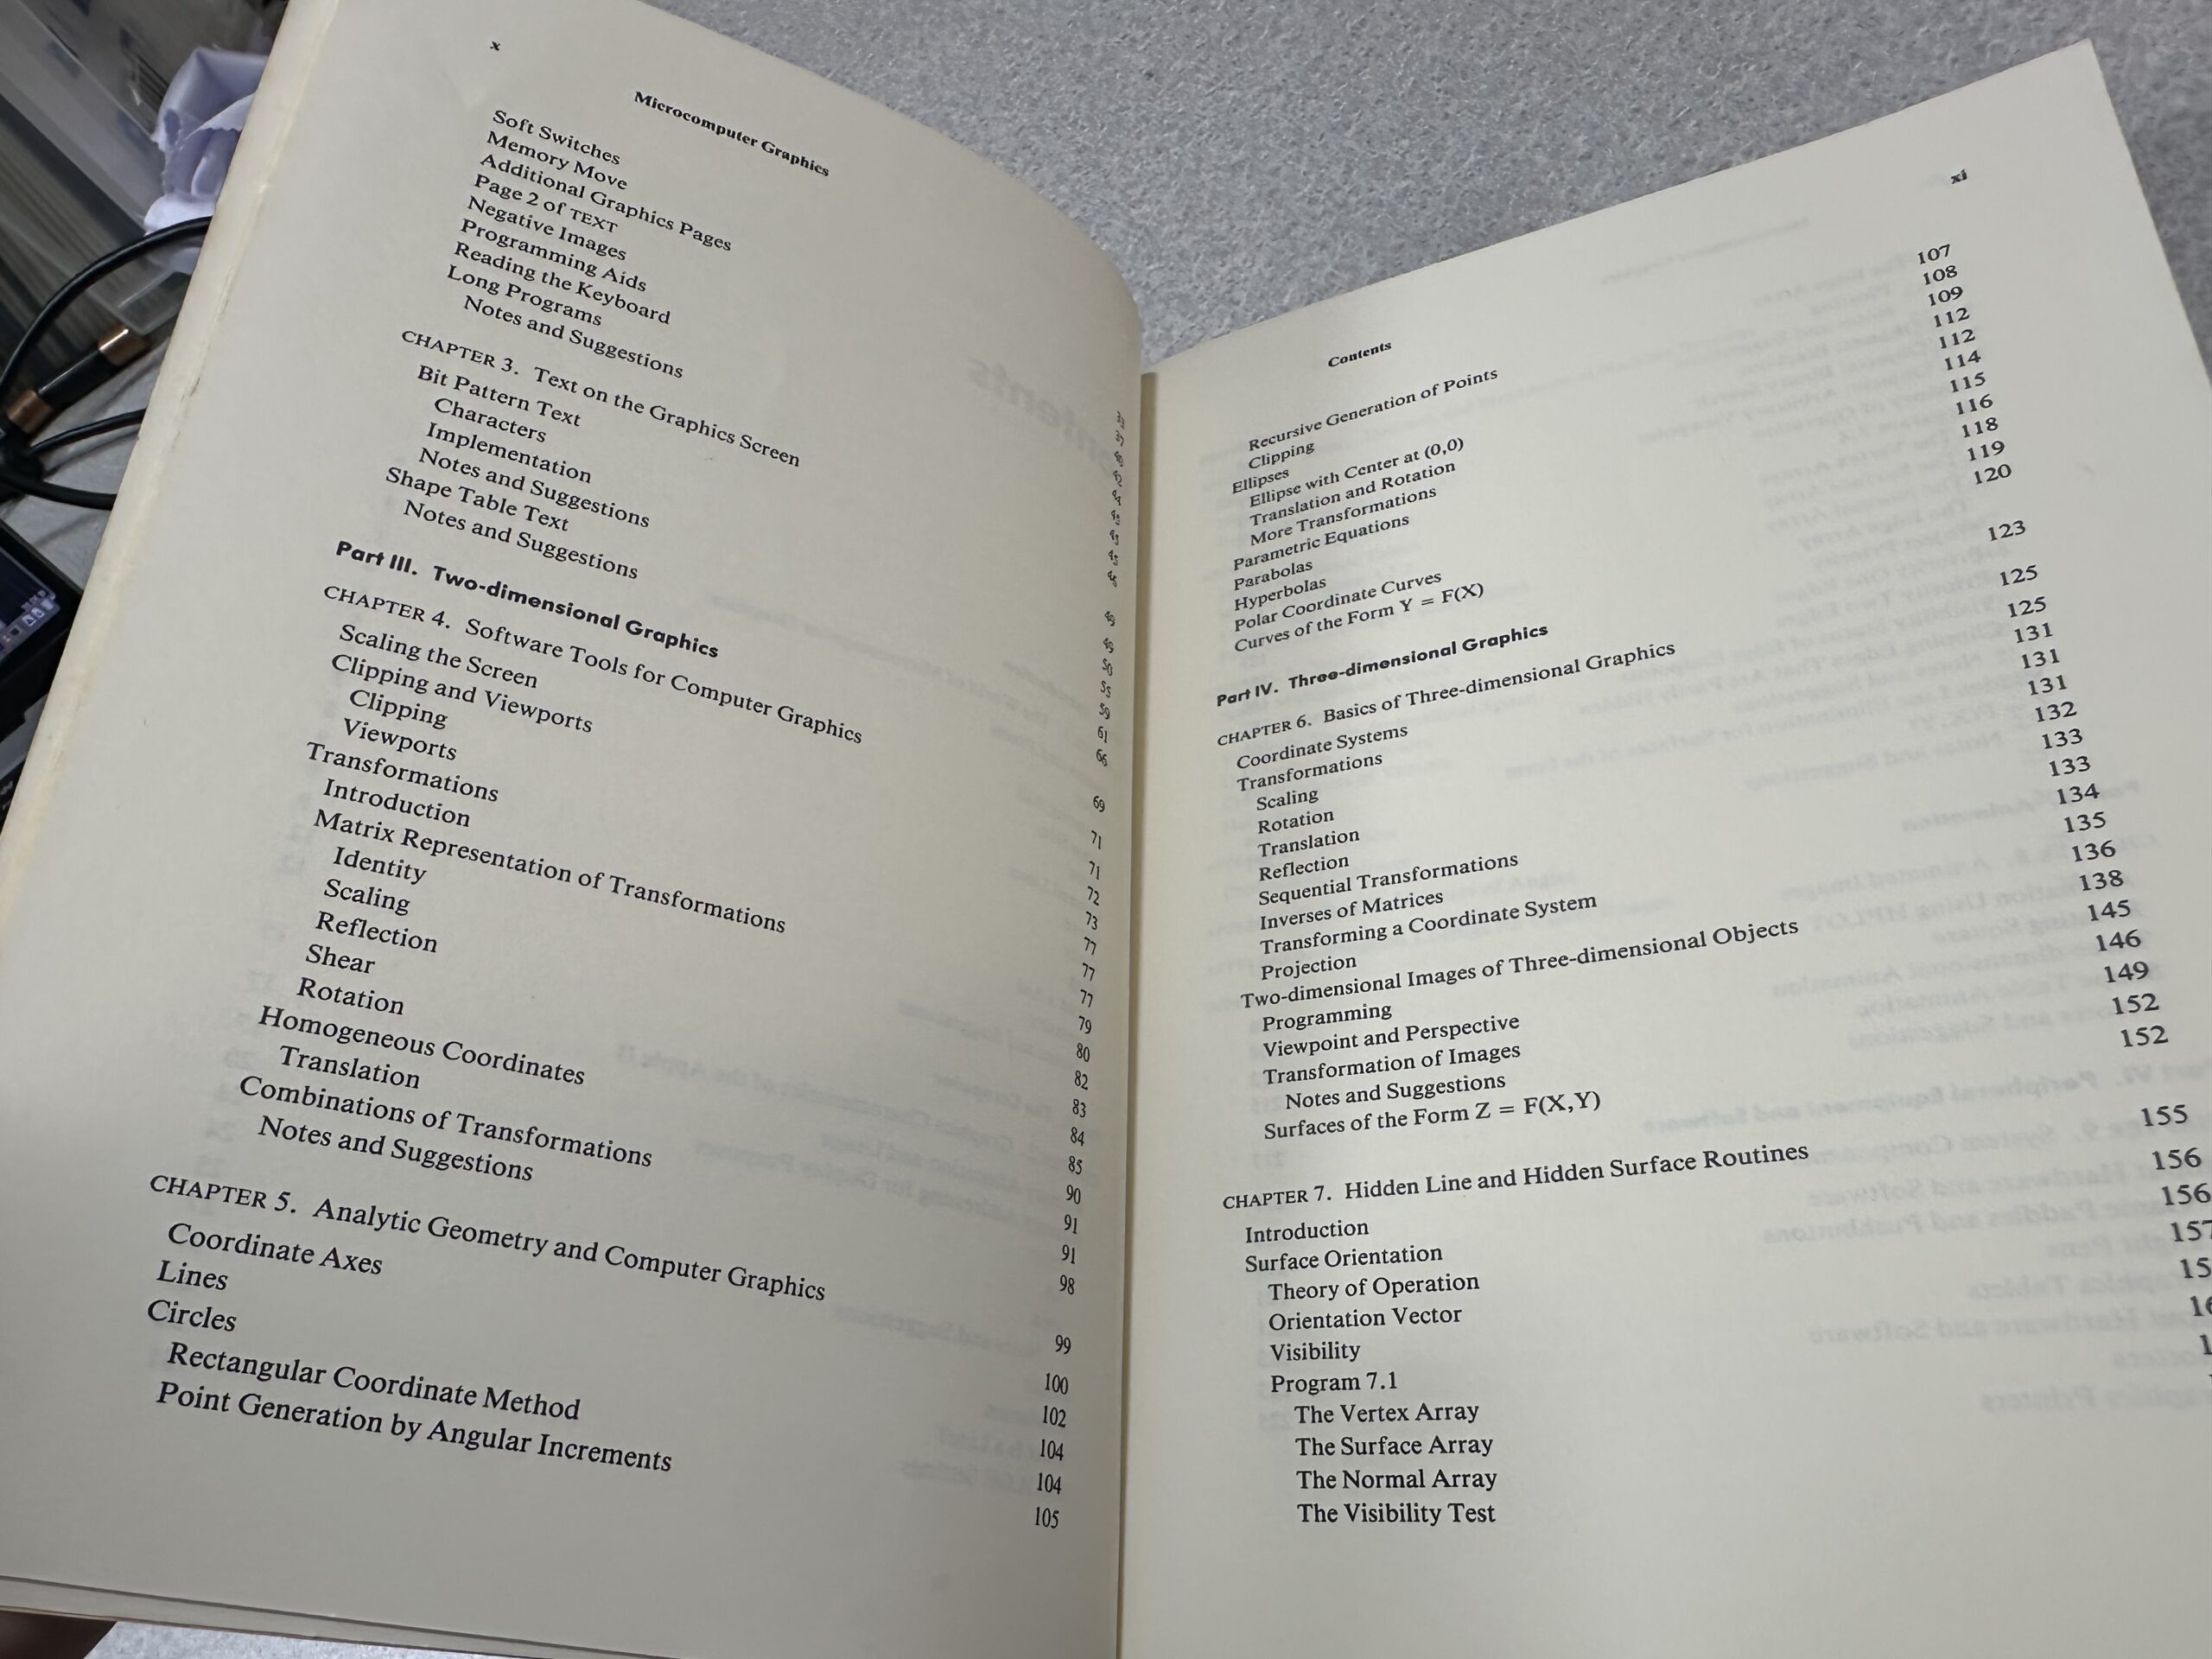 x
Microcomputer Graphics
Soft Switches
Memory Move
Additional Graphics Pages
Page 2 of TEXT
Negative Images
Programming Aids
Reading the Keyboard
Long Programs
Notes and Suggestions
CHAPTER 3. Text on the Graphics Screen 49
Bit Pattern Text 49
Characters 50
Implementation 55
Notes and Suggestions 59
Shape Table Text 61
Notes and Suggestions 66
Part III. Two-dimensional Graphics 69
CHAPTER 4. Software Tools for Computer Graphics 71
Scaling the Screen 71
Clipping and Viewports 72
Clipping 73
Viewports 77
Transformations 77
Introduction 77
Matrix Representation of Transformations 79
Identity 80
Scaling 82
Reflection 83
Shear 84
Rotation 85
Homogeneous Coordinates 90
Translation 91
Combinations of Transformations 91
Notes and Suggestions 98
CHAPTER 5. Analytic Geometry and Computer Graphics 99
Coordinate Axes 100
Lines 102
Circles 104
Rectangular Coordinate Method 104
Point Generation by Angular Increments 105
Contents
xi
Recursive Generation of Points 107
Clipping 108
Ellipses 109
Ellipse with Center at (0,0) 112
Translation and Rotation 112
More Transformations 114
Parametric Equations 115
Parabolas 116
Hyperbolas 118
Polar Coordinate Curves 119
Curves of the Form Y = F(X) 120
Part IV. Three-dimensional Graphics 123
CHAPTER 6. Basics of Three-dimensional Graphics 125
Coordinate Systems 125
Transformations 131
Scaling 131
Rotation 131
Translation 132
Reflection 133
Sequential Transformations 133
Inverses of Matrices 134
Transforming a Coordinate System 135
Projection 136
Two-dimensional Images of Three-dimensional Objects 138
Programming 145
Viewpoint and Perspective 146
Transformation of Images 149
Notes and Suggestions 152
Surfaces of the Form Z = F(X,Y) 152
CHAPTER 7. Hidden Line and Hidden Surface Routines 155
Introduction 156
Surface Orientation 156
Theory of Operation 157
Orientation Vector
Visibility
Program 7.1
The Vertex Array
The Surface Array
The Normal Array
The Visibility Test